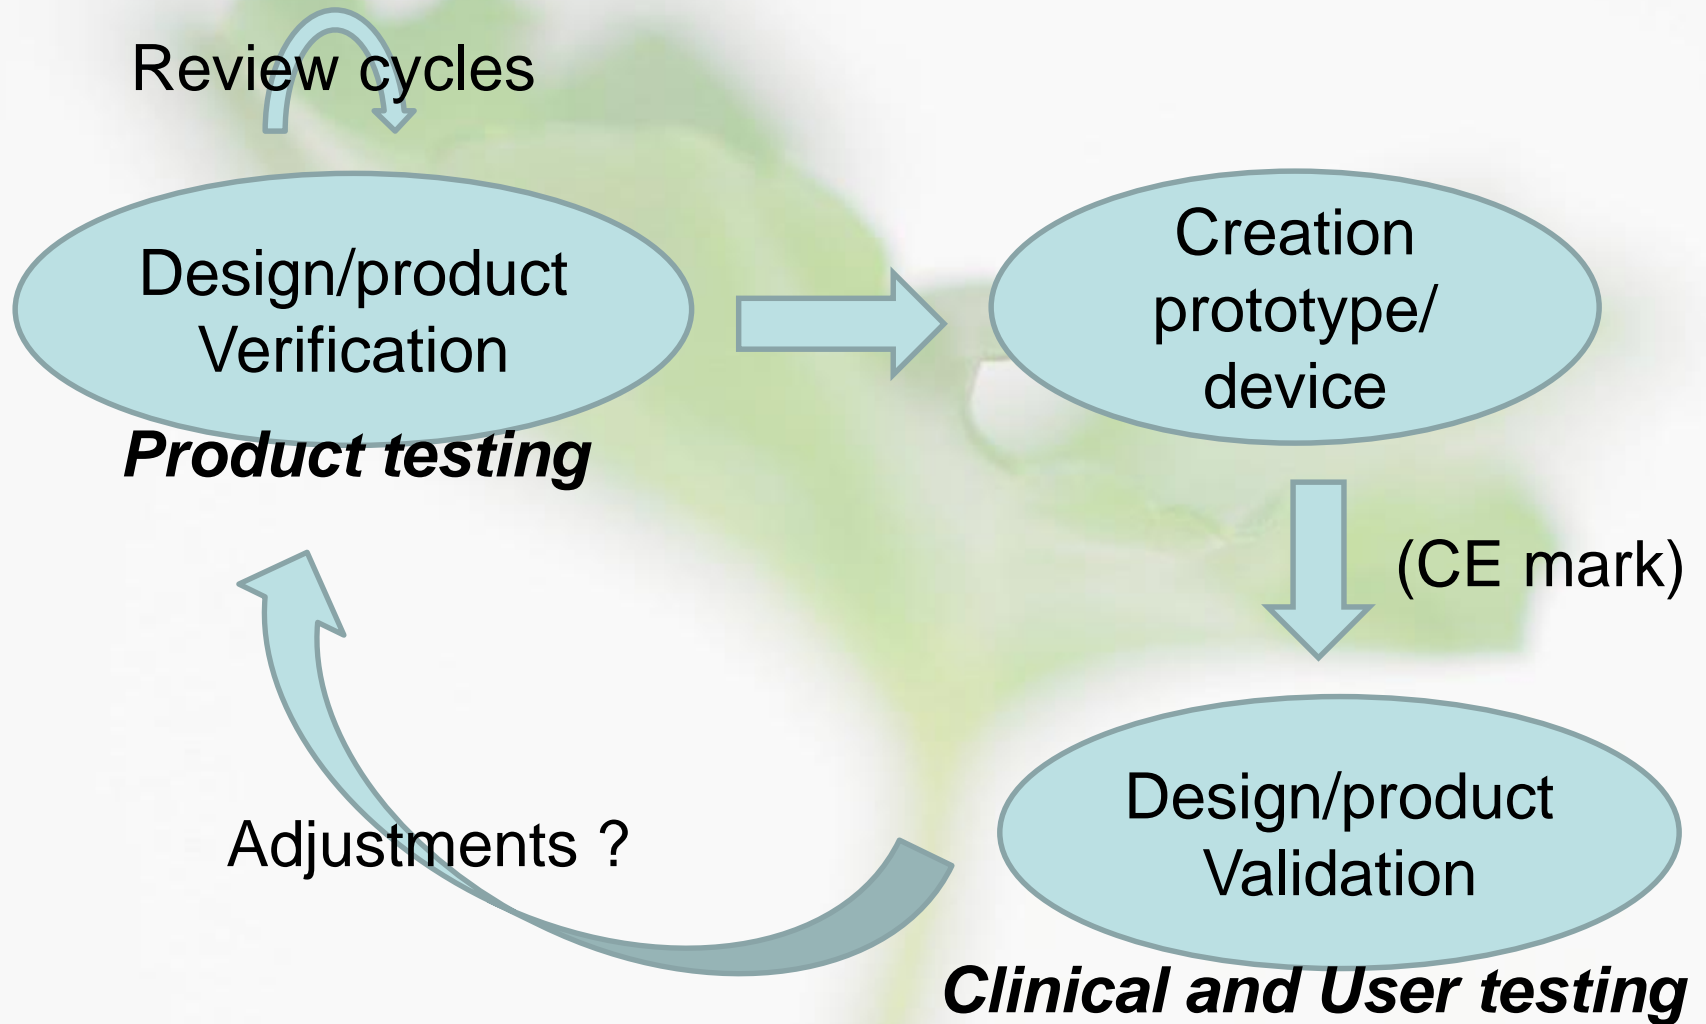 Review cycles
Design/product
Verification
Product testing
Creation
prototype/
device
(CE mark)
Design/product
Validation
Clinical and User testing
Adjustments ?